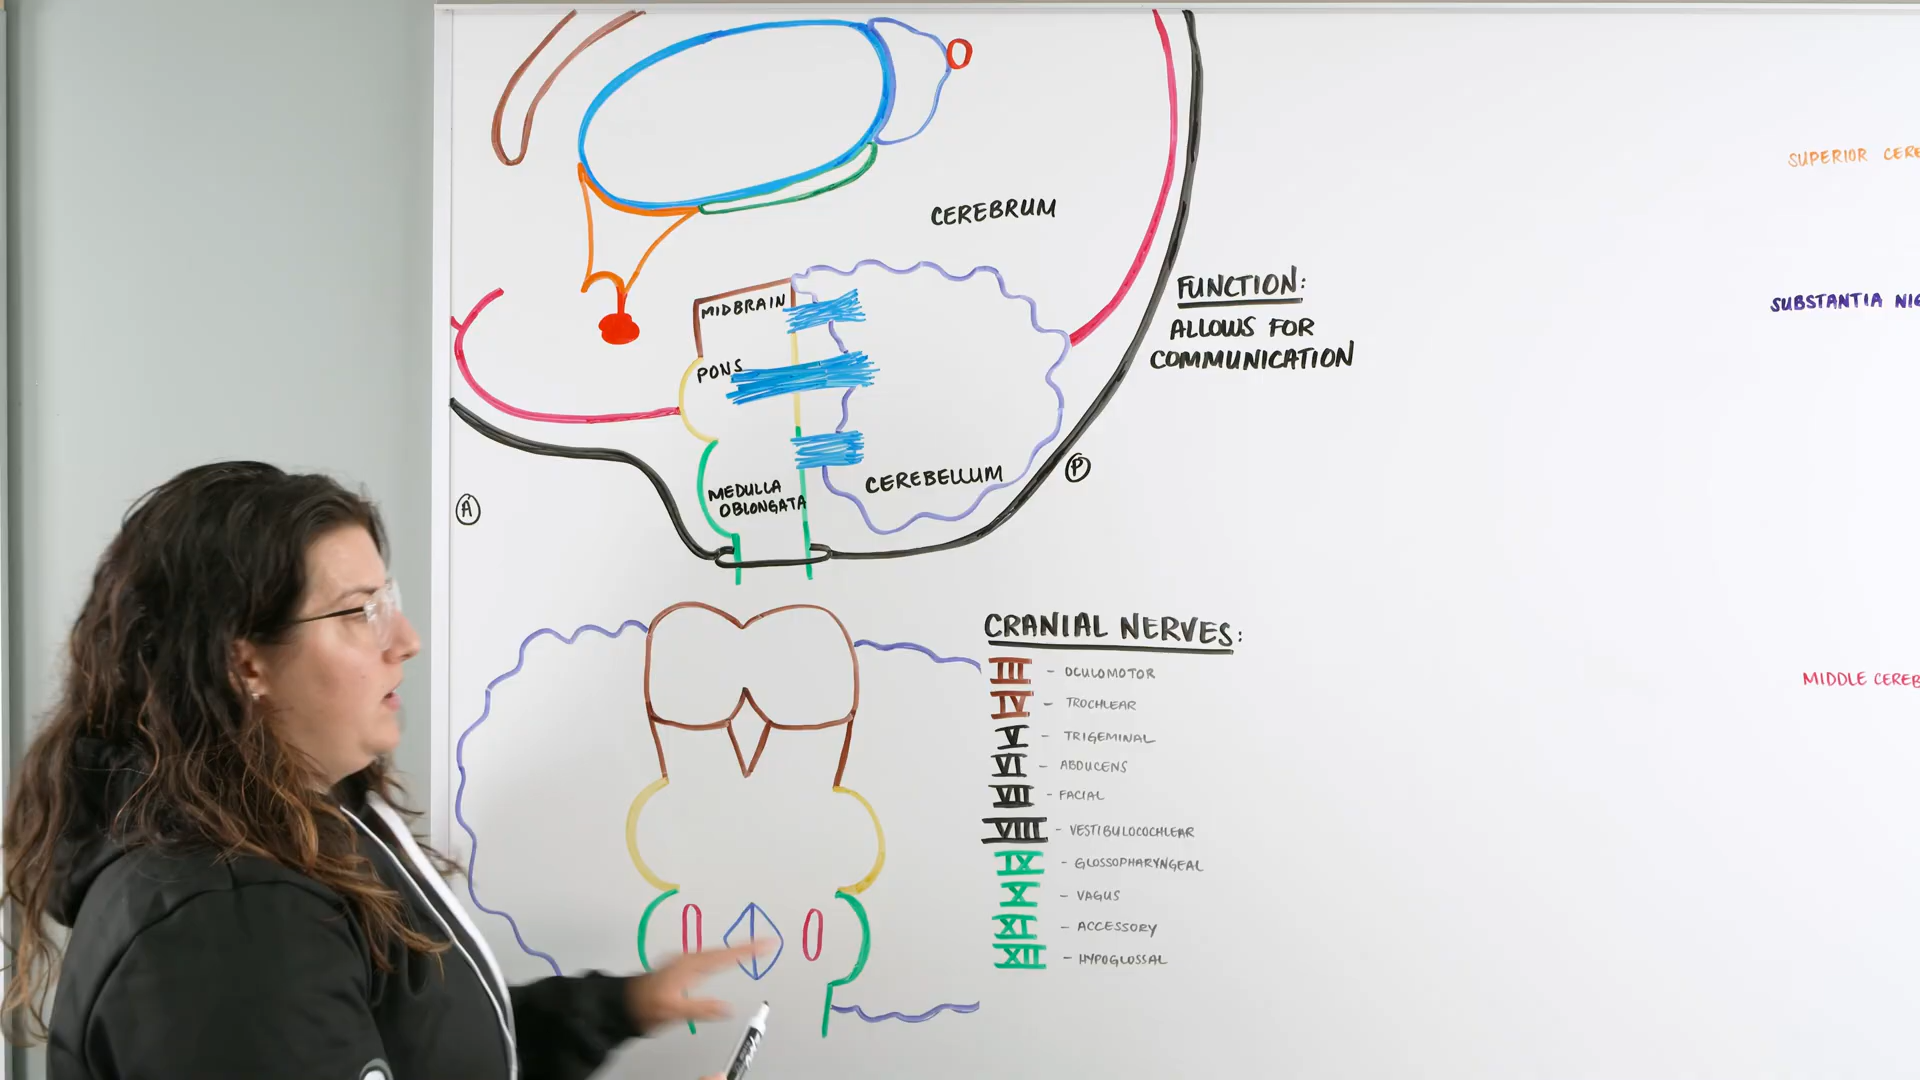 SUPERIOR CERE
CEREBRUM
FUNCTION:
ALLOWS FOR
COMMUNICATION
SUBSTANTIA NIG
MIDBRAIN
PONS
MEDULLA
OBLONGATA
CEREBELLUM
P
A
CRANIAL NERVES:
III - OCULOMOTOR
IV - TROCHLEAR
V - TRIGEMINAL
VI - ABDUCENS
VII - FACIAL
VIII - VESTIBULOCOCHLEAR
IX - GLOSSOPHARYNGEAL
X - VAGUS
XI - ACCESSORY
XII - HYPOGLOSSAL
MIDDLE CEREB